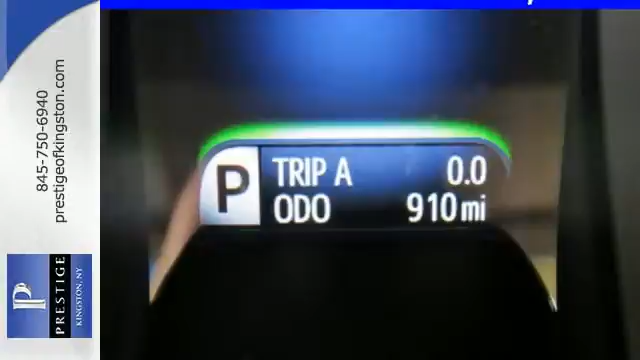 845-750-6940
prestigeofkingston.com
P
PRESTIGE
KINGSTON, NY
P TRIP A 0.0
ODO 910 mi